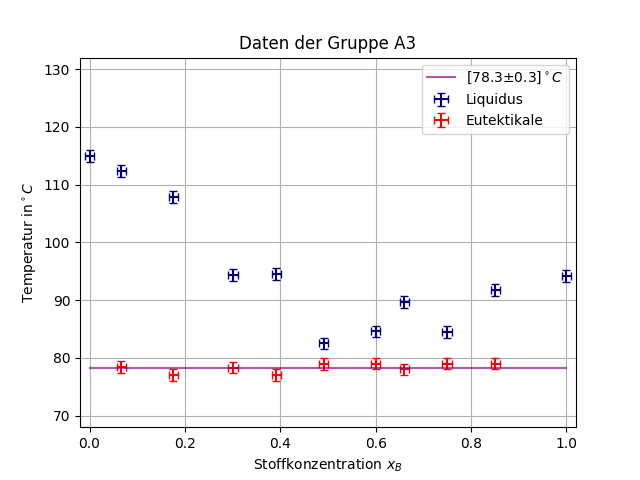 Daten der Gruppe A3
[78.3±0.3]°C
Liquidus
Eutektikale
130
120
110
100
90
80
70
Temperatur in °C
0.0 0.2 0.4 0.6 0.8 1.0
Stoffkonzentration x_B